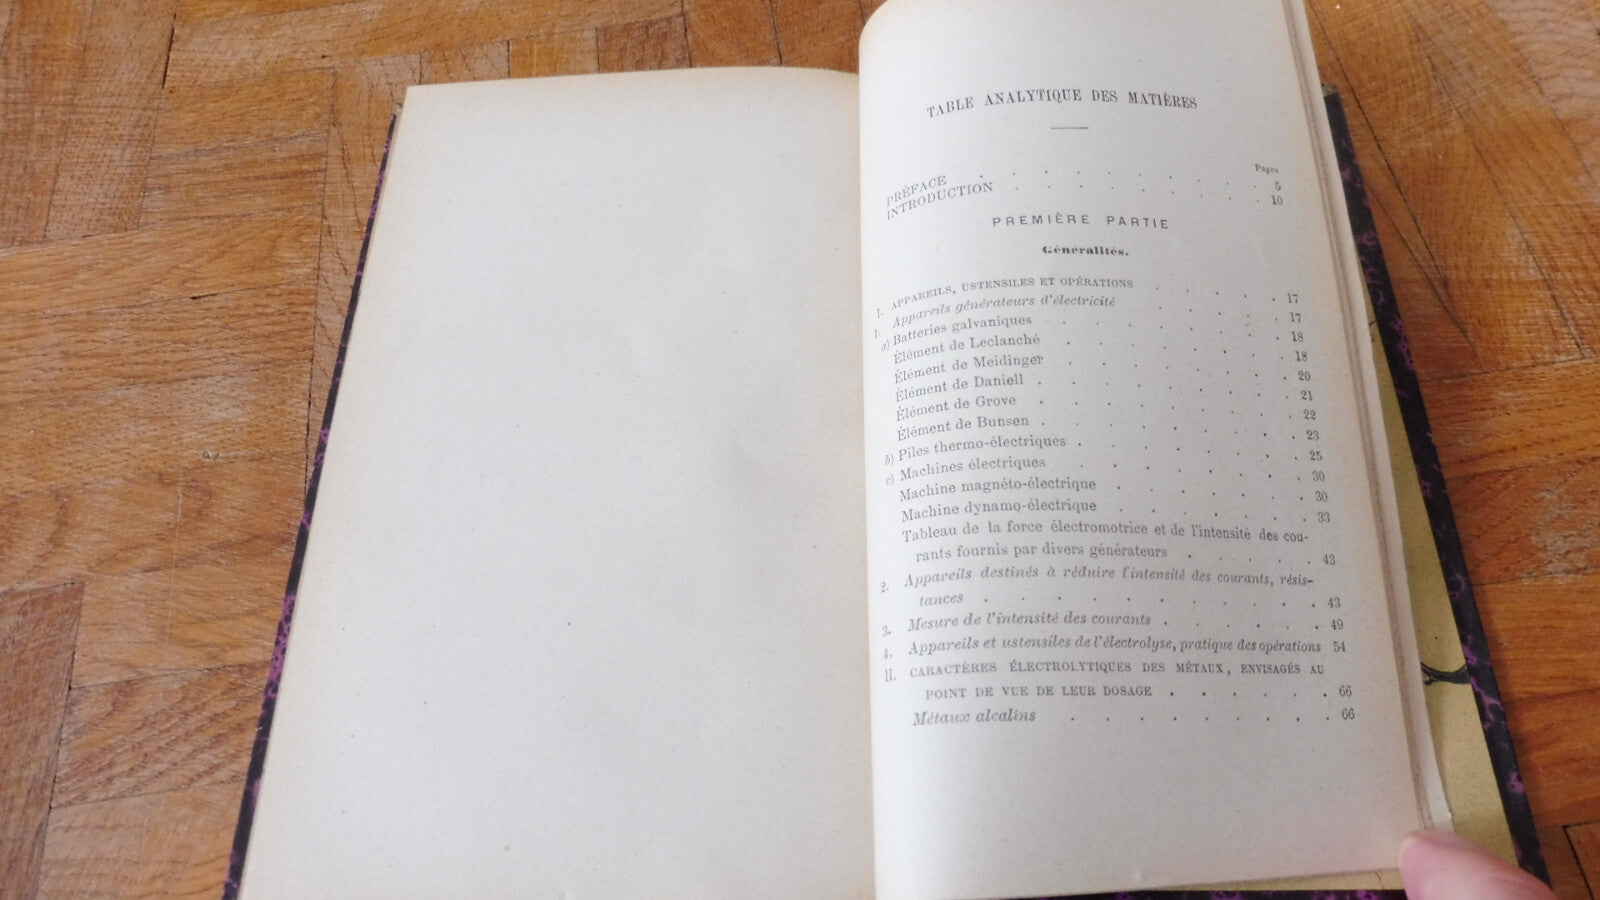 TABLE ANALYTIQUE DES MATIÈRES
Pages
PRÉFACE . . . . . . . . 5
INTRODUCTION . . . . . . . . 10
PREMIÈRE PARTIE
Généralités.
I. APPAREILS, USTENSILES ET OPÉRATIONS . . . . . 17
1. Appareils générateurs d'électricité . . . . . 17
a) Batteries galvaniques . . . . . . . . 18
Élément de Leclanché . . . . . . . . 18
Élément de Meidinger . . . . . . . . 20
Élément de Daniell . . . . . . . . . 21
Élément de Grove . . . . . . . . . 22
Élément de Bunsen . . . . . . . . . 23
b) Piles thermo-électriques . . . . . . . . 25
c) Machines électriques . . . . . . . . 30
Machine magnéto-électrique . . . . . . . 30
Machine dynamo-électrique . . . . . . . 33
Tableau de la force électromotrice et de l'intensité des cou-
rants fournis par divers générateurs . . . . . 43
2. Appareils destinés à réduire l'intensité des courants, résis-
tances . . . . . . . . . . 43
3. Mesure de l'intensité des courants . . . . . . 49
4. Appareils et ustensiles de l'électrolyse, pratique des opérations 54
II. CARACTÈRES ÉLECTROLYTIQUES DES MÉTAUX, ENVISAGÉS AU
POINT DE VUE DE LEUR DOSAGE . . . . . . 66
Métaux alcalins . . . . . . . . 66